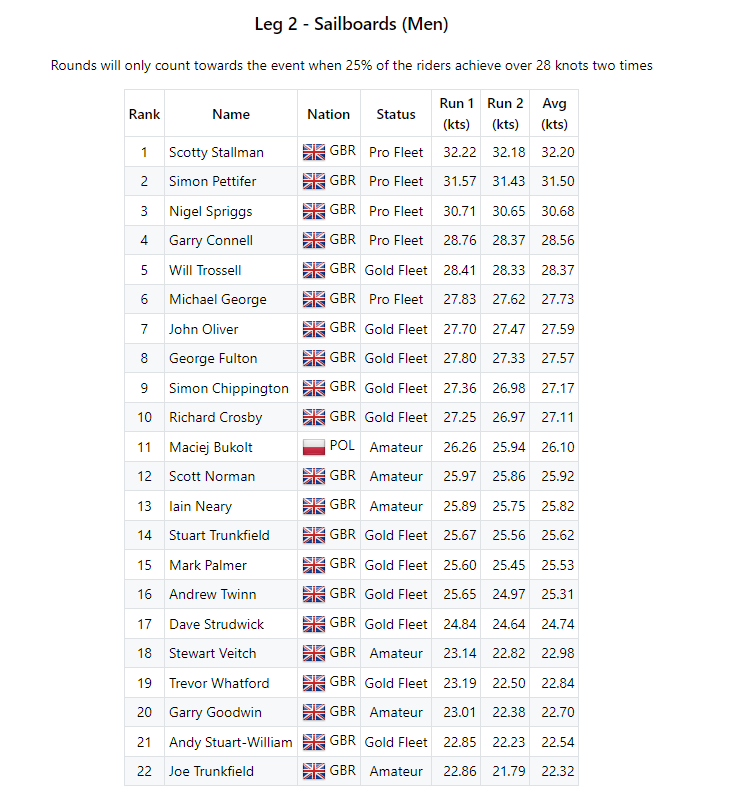 Leg 2 - Sailboards (Men)
Rounds will only count towards the event when 25% of the riders achieve over 28 knots two times
Rank Name Nation Status Run 1 (kts) Run 2 (kts) Avg (kts)
1 Scotty Stallman GBR Pro Fleet 32.22 32.18 32.20
2 Simon Pettifer GBR Pro Fleet 31.57 31.43 31.50
3 Nigel Spriggs GBR Pro Fleet 30.71 30.65 30.68
4 Garry Connell GBR Pro Fleet 28.76 28.37 28.56
5 Will Trossell GBR Gold Fleet 28.41 28.33 28.37
6 Michael George GBR Pro Fleet 27.83 27.62 27.73
7 John Oliver GBR Gold Fleet 27.70 27.47 27.59
8 George Fulton GBR Gold Fleet 27.80 27.33 27.57
9 Simon Chippington GBR Gold Fleet 27.36 26.98 27.17
10 Richard Crosby GBR Gold Fleet 27.25 26.97 27.11
11 Maciej Bukolt POL Amateur 26.26 25.94 26.10
12 Scott Norman GBR Amateur 25.97 25.86 25.92
13 Iain Neary GBR Amateur 25.89 25.75 25.82
14 Stuart Trunkfield GBR Gold Fleet 25.67 25.56 25.62
15 Mark Palmer GBR Gold Fleet 25.60 25.45 25.53
16 Andrew Twinn GBR Gold Fleet 25.65 24.97 25.31
17 Dave Strudwick GBR Gold Fleet 24.84 24.64 24.74
18 Stewart Veitch GBR Amateur 23.14 22.82 22.98
19 Trevor Whatford GBR Gold Fleet 23.19 22.50 22.84
20 Garry Goodwin GBR Amateur 23.01 22.38 22.70
21 Andy Stuart-William GBR Gold Fleet 22.85 22.23 22.54
22 Joe Trunkfield GBR Amateur 22.86 21.79 22.32